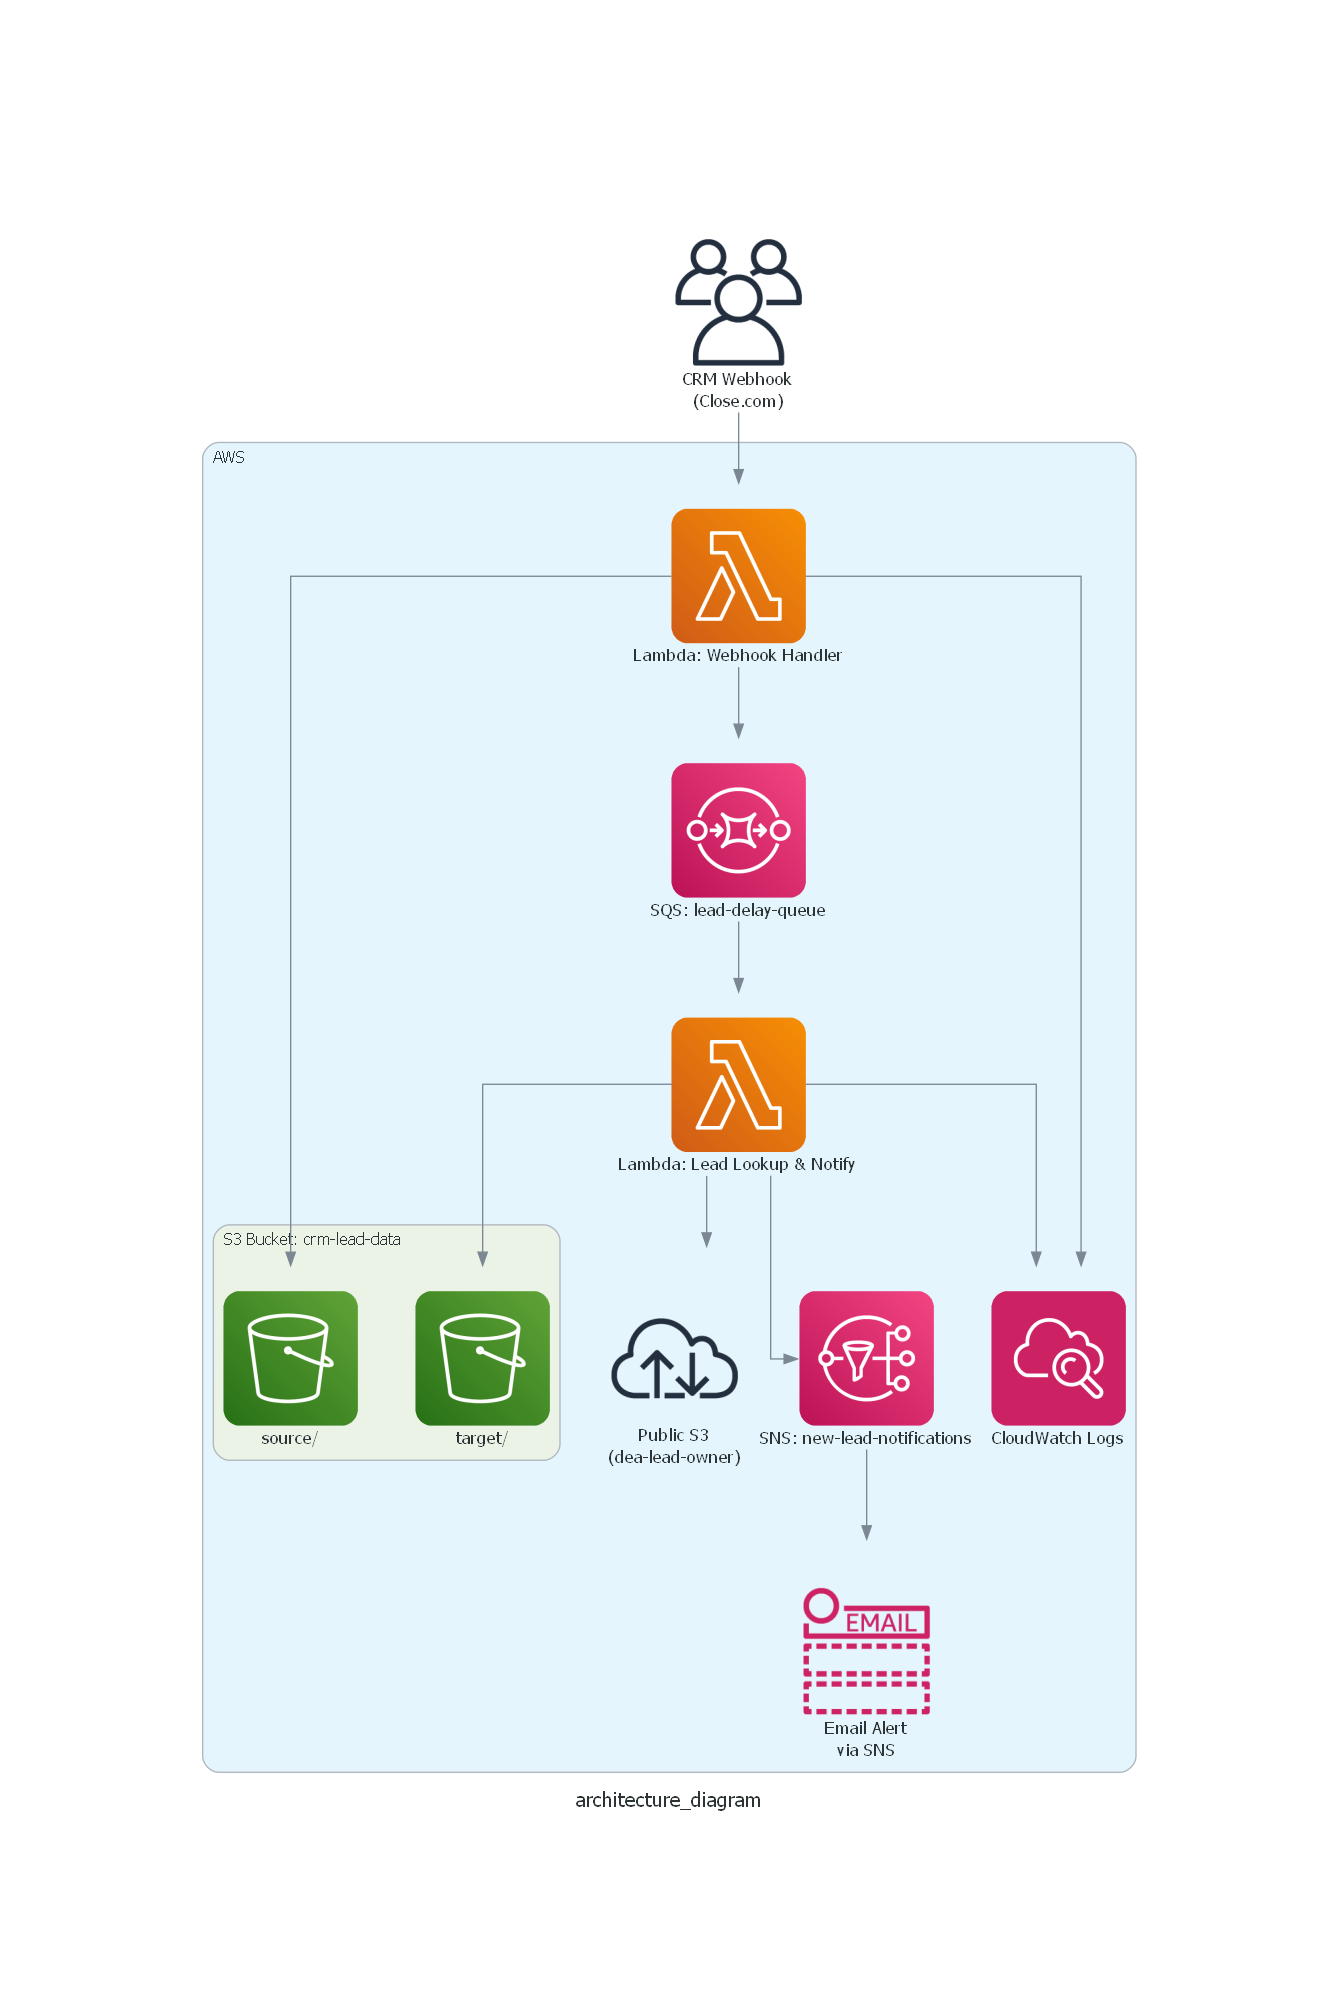 CRM Webhook
(Close.com)
AWS
Lambda: Webhook Handler
SQS: lead-delay-queue
Lambda: Lead Lookup & Notify
S3 Bucket: crm-lead-data
source/
target/
Public S3
(dea-lead-owner)
SNS: new-lead-notifications
CloudWatch Logs
EMAIL
Email Alert
via SNS
architecture_diagram